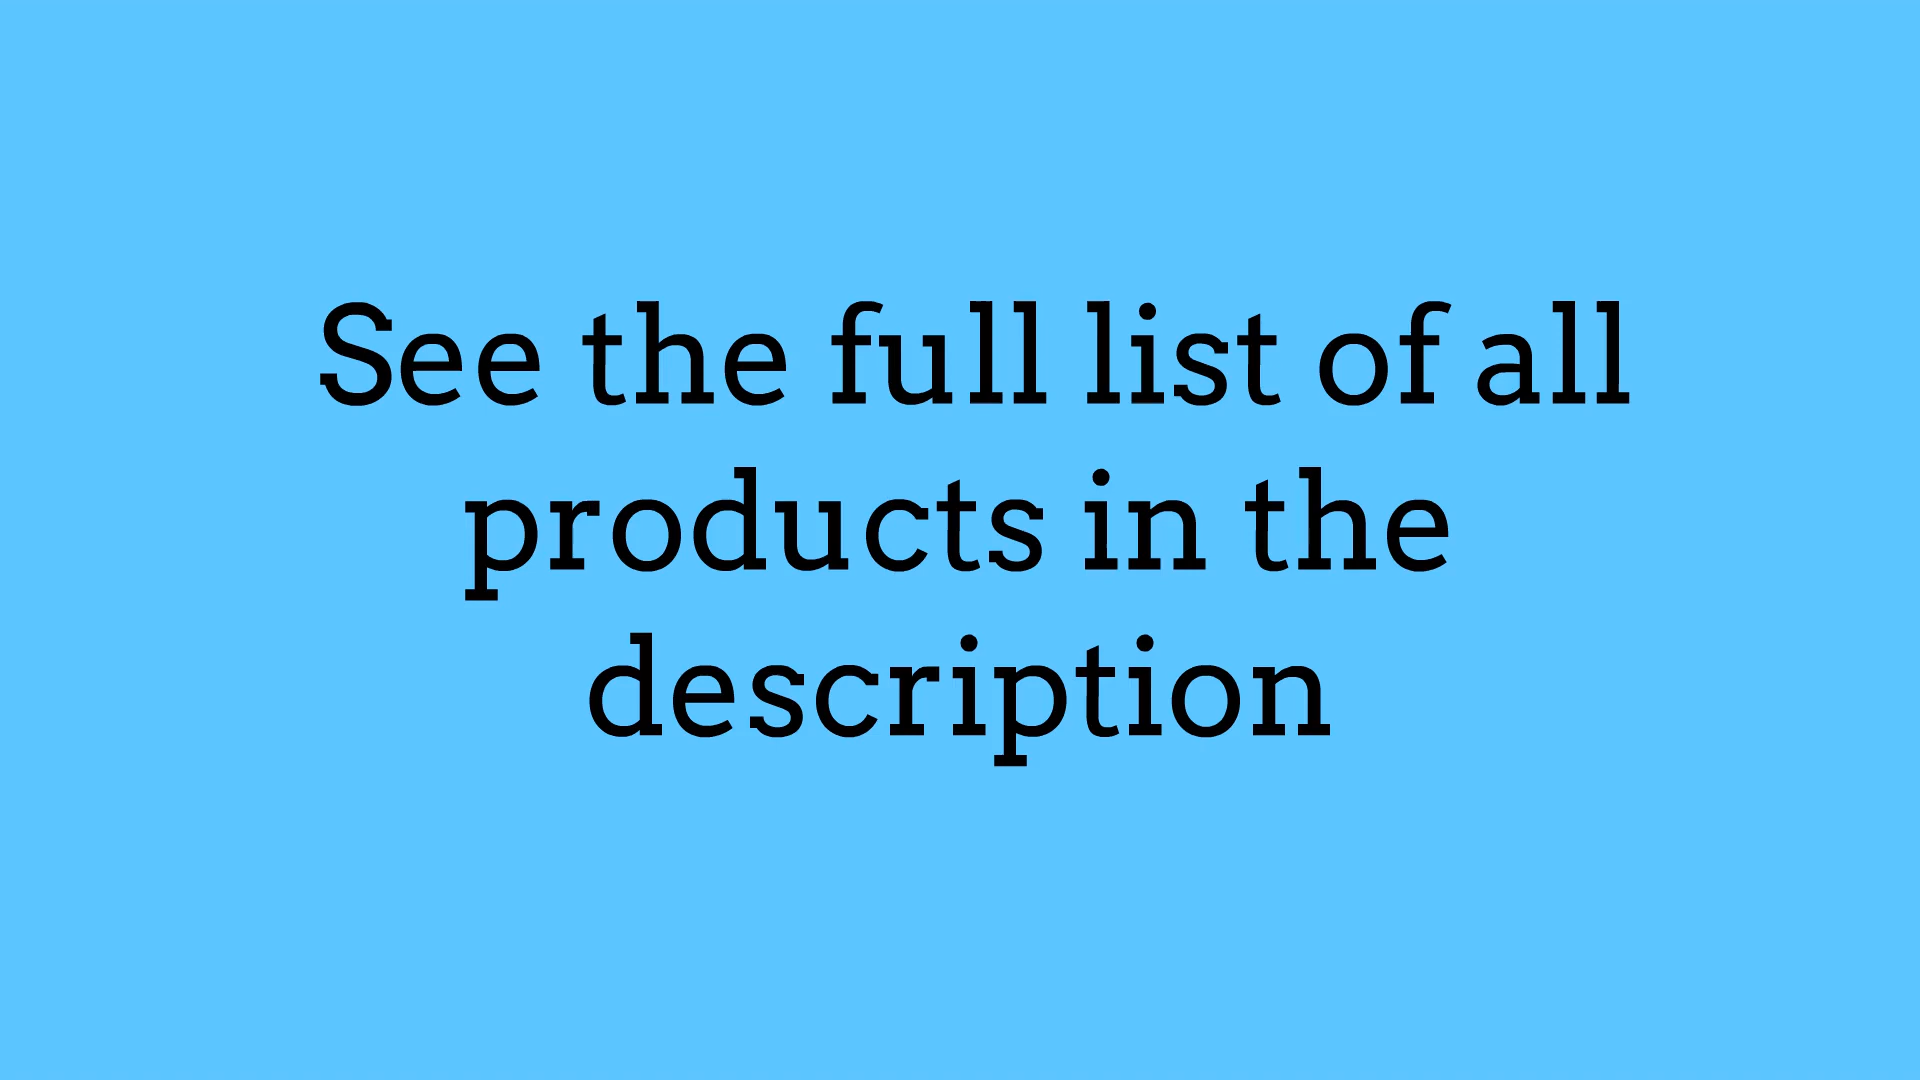 See the full list of all
products in the
description